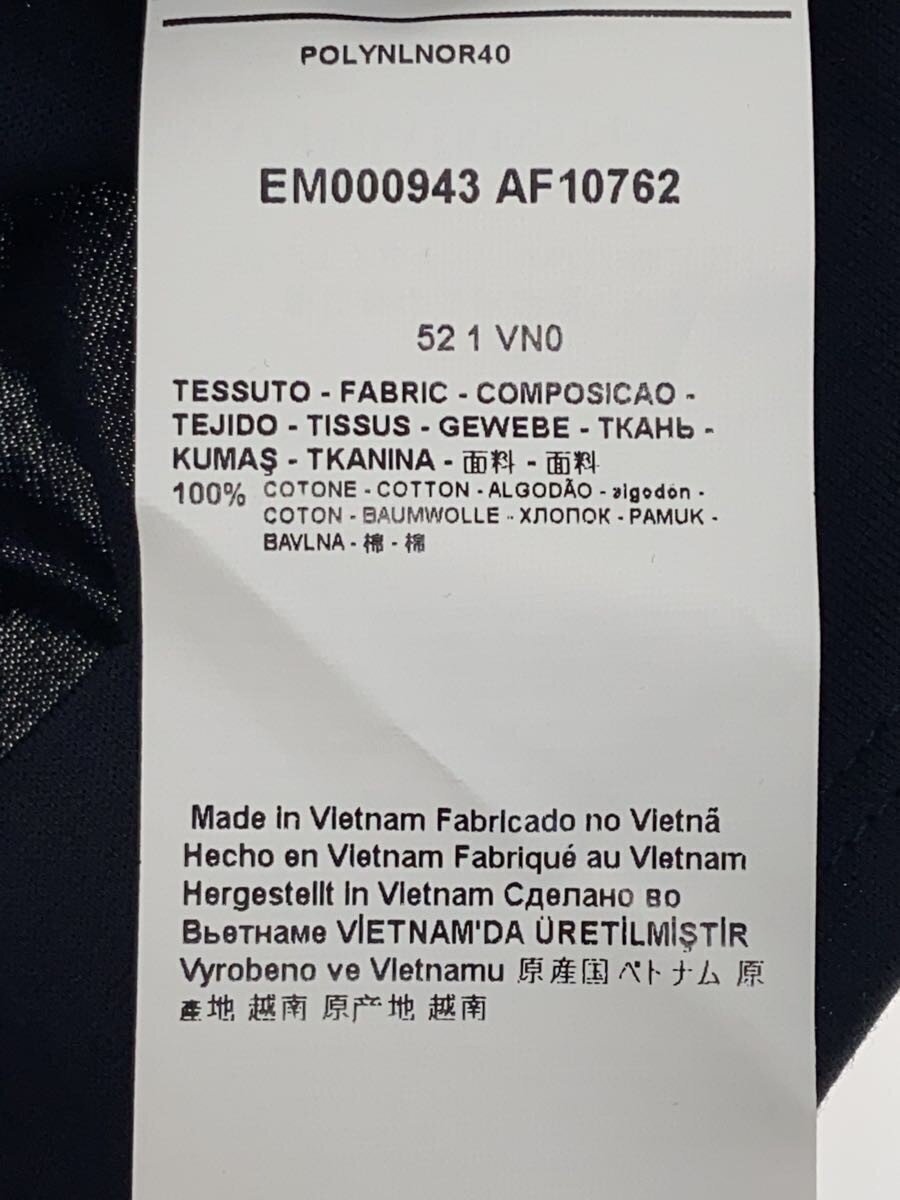 POLYNLNOR40
EM000943 AF10762
52 1 VN0
TESSUTO - FABRIC - COMPOSICAO -
TEJIDO - TISSUS - GEWEBE - ТКАНЬ -
KUMAŞ - TKANINA - 面料 - 面料
100% COTONE - COTTON - ALGODÃO - algodón -
COTON - BAUMWOLLE - ХЛОПОК - PAMUK -
BAVLNA - 棉 - 棉
Made in Vietnam Fabricado no Vietnã
Hecho en Vietnam Fabriqué au Vietnam
Hergestellt in Vietnam Сделано во
Вьетнаме VİETNAM'DA ÜRETİLMİŞTİR
Vyrobeno ve Vietnamu 原産国 ベトナム 原
產地 越南 原产地 越南